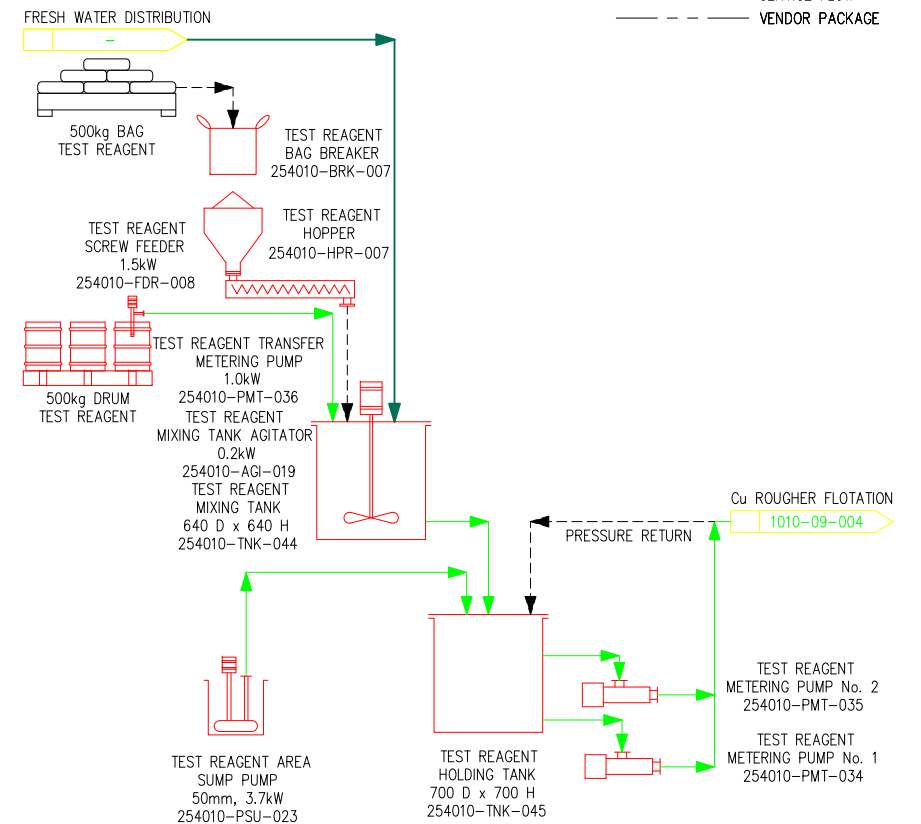 VENDOR PACKAGE
FRESH WATER DISTRIBUTION
-
500kg BAG
TEST REAGENT
TEST REAGENT
BAG BREAKER
254010-BRK-007
TEST REAGENT
HOPPER
254010-HPR-007
TEST REAGENT
SCREW FEEDER
1.5kW
254010-FDR-008
500kg DRUM
TEST REAGENT
TEST REAGENT TRANSFER
METERING PUMP
1.0kW
254010-PMT-036
TEST REAGENT
MIXING TANK AGITATOR
0.2kW
254010-AGI-019
TEST REAGENT
MIXING TANK
640 D x 640 H
254010-TNK-044
Cu ROUGHER FLOTATION
1010-09-004
PRESSURE RETURN
TEST REAGENT
METERING PUMP No. 2
254010-PMT-035
TEST REAGENT
METERING PUMP No. 1
254010-PMT-034
TEST REAGENT
HOLDING TANK
700 D x 700 H
254010-TNK-045
TEST REAGENT AREA
SUMP PUMP
50mm, 3.7kW
254010-PSU-023